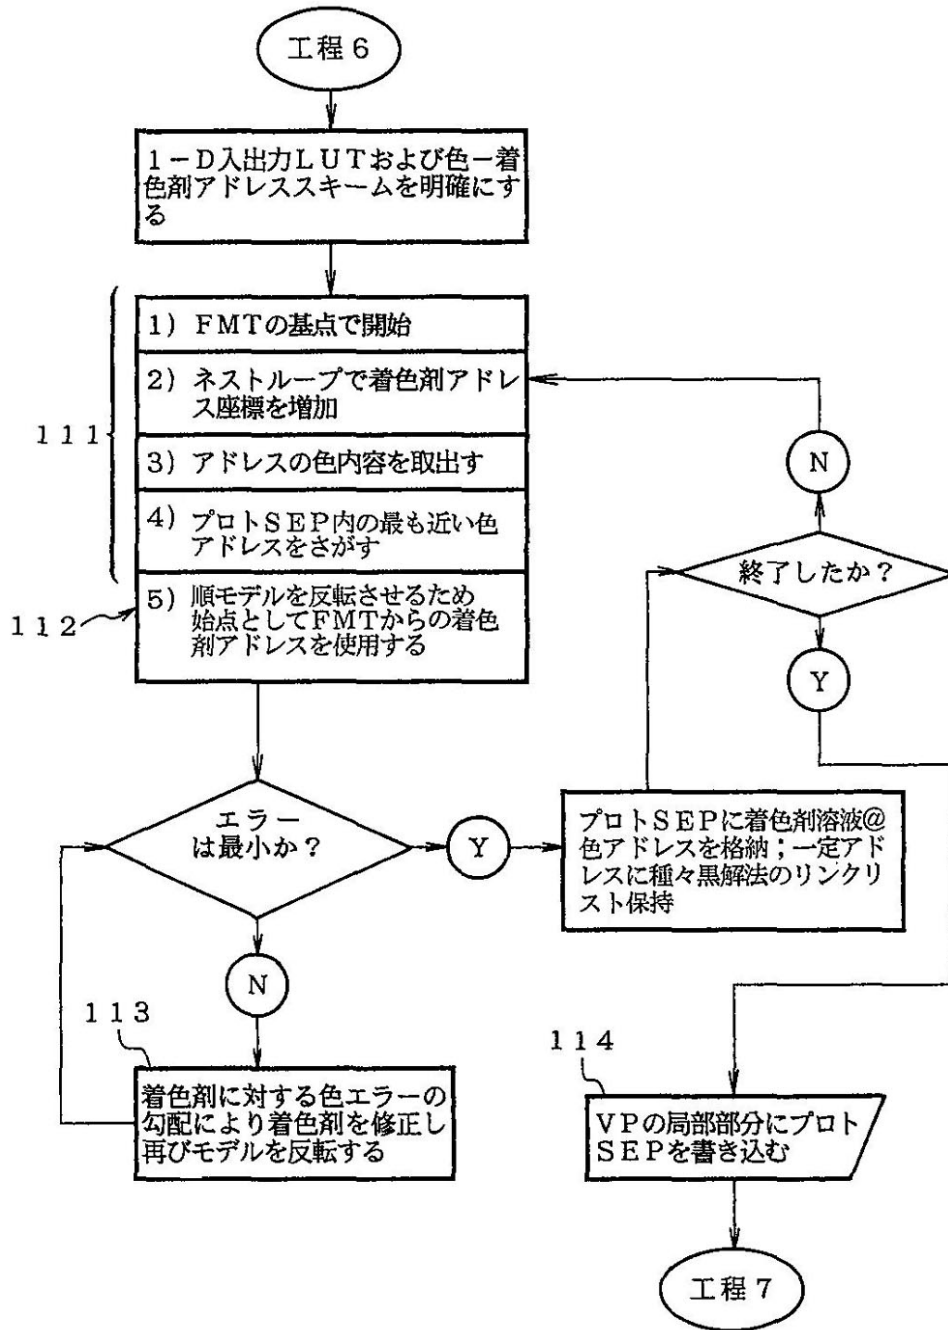 工程6
1-D入出力LUTおよび色-着
色剤アドレススキームを明確にす
る
111
1) FMTの基点で開始
2) ネストループで着色剤アドレ
ス座標を増加
3) アドレスの色内容を取出す
4) プロトSEP内の最も近い色
アドレスをさがす
112
5) 順モデルを反転させるため
始点としてFMTからの着色
剤アドレスを使用する
N
終了したか?
Y
エラー
は最小か?
Y
プロトSEPに着色剤溶液@
色アドレスを格納;一定アド
レスに種々黒解法のリンクリ
スト保持
N
113
着色剤に対する色エラーの
勾配により着色剤を修正し
再びモデルを反転する
114
VPの局部部分にプロト
SEPを書き込む
工程7